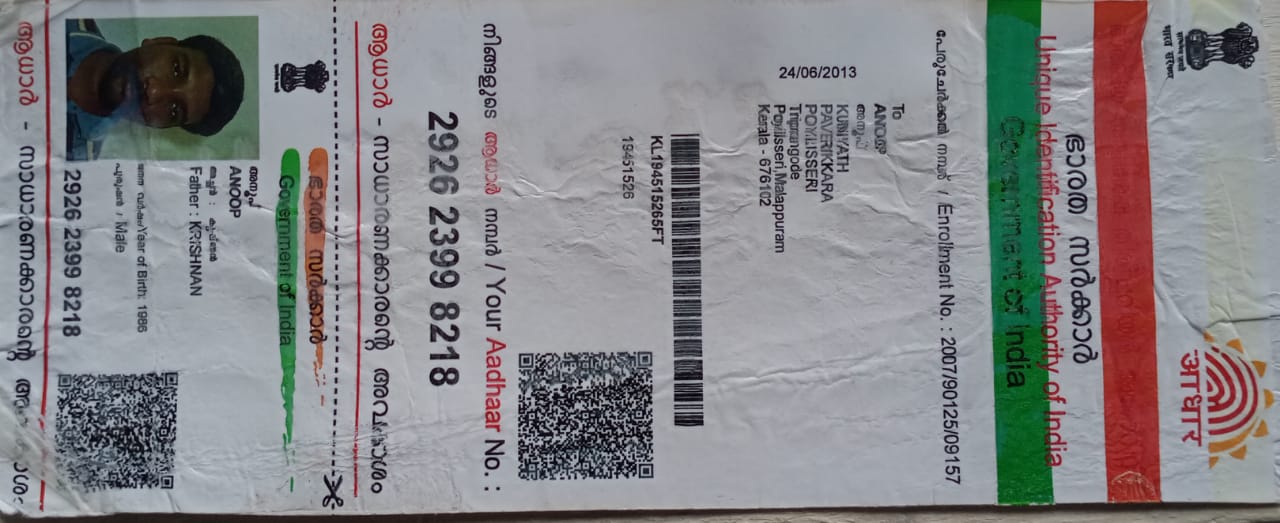 सत्यमेव जयते
भारत सरकार
आधार
ഭാരത സർക്കാർ
Unique Identification Authority of India
Government of India
പേരുചേർക്കൽ നമ്പര് / Enrollment No. : 2007/90125/09157
24/06/2013
To
ANOOP
അനൂപ്
KUNIYATH
PAVERIKKARA
POYILISSERI
Triprangode
Poyilisseri,Malappuram
Kerala - 676102
KL194515265FT
19451526
നിങ്ങളുടെ ആധാർ നമ്പർ / Your Aadhaar No. :
2926 2399 8218
ആധാർ - സാധാരണക്കാരന്റെ അവകാശം
ഭാരത സർക്കാർ
Government of India
അനൂപ്
ANOOP
അച്ഛൻ : കൃഷ്ണൻ
Father : KRISHNAN
ജനന വർഷം/Year of Birth: 1986
പുരുഷൻ / Male
2926 2399 8218
ആധാർ - സാധാരണക്കാരന്റെ അവകാശം